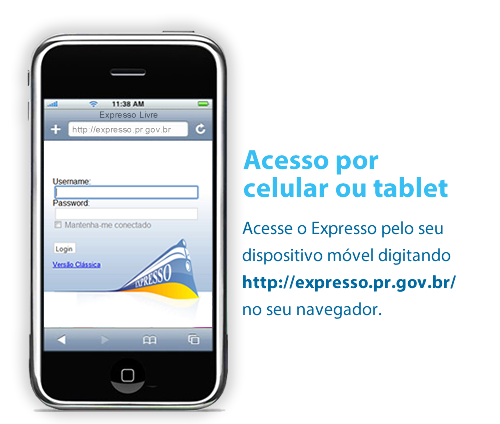 11:38 AM
Expresso Livre
http://expresso.pr.gov.br
Username:
Password:
Mantenha-me conectado
Login
Versão Clássica
EXPRESSO
Acesso por
celular ou tablet
Acesse o Expresso pelo seu
dispositivo móvel digitando
http://expresso.pr.gov.br/
no seu navegador.